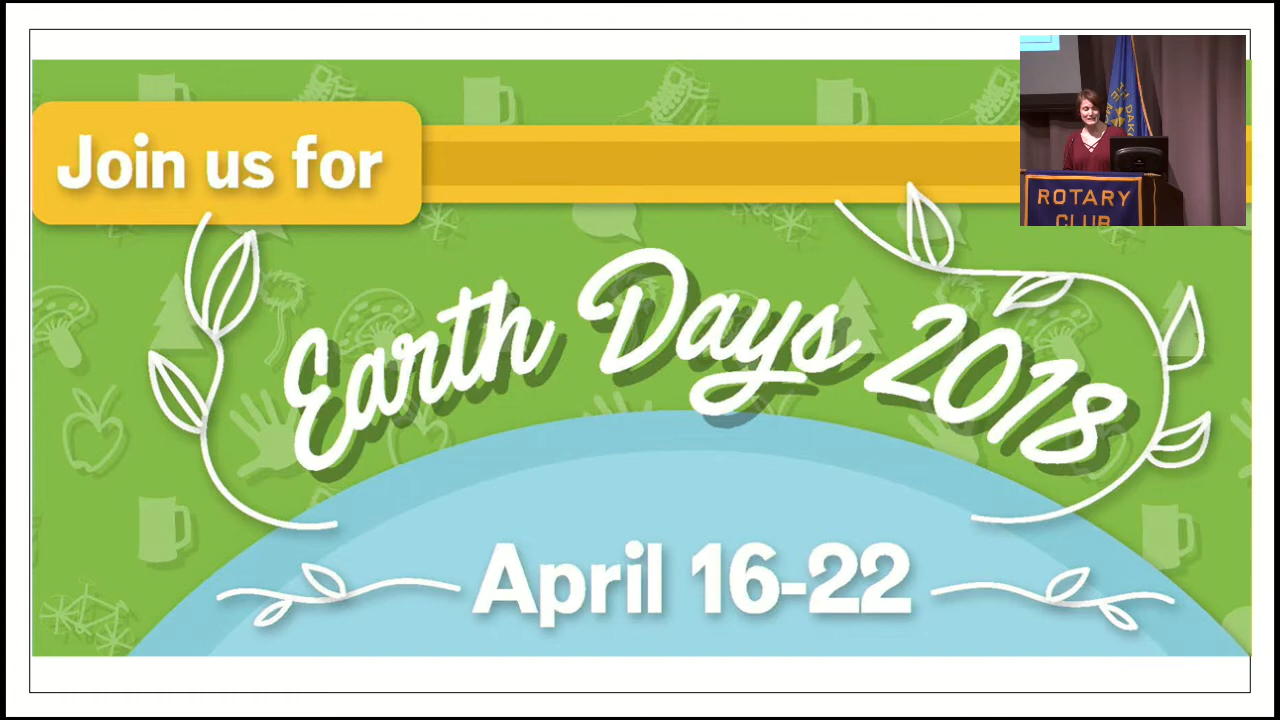 Join us for
Earth Days 2018
April 16-22
ROTARY
CLUB